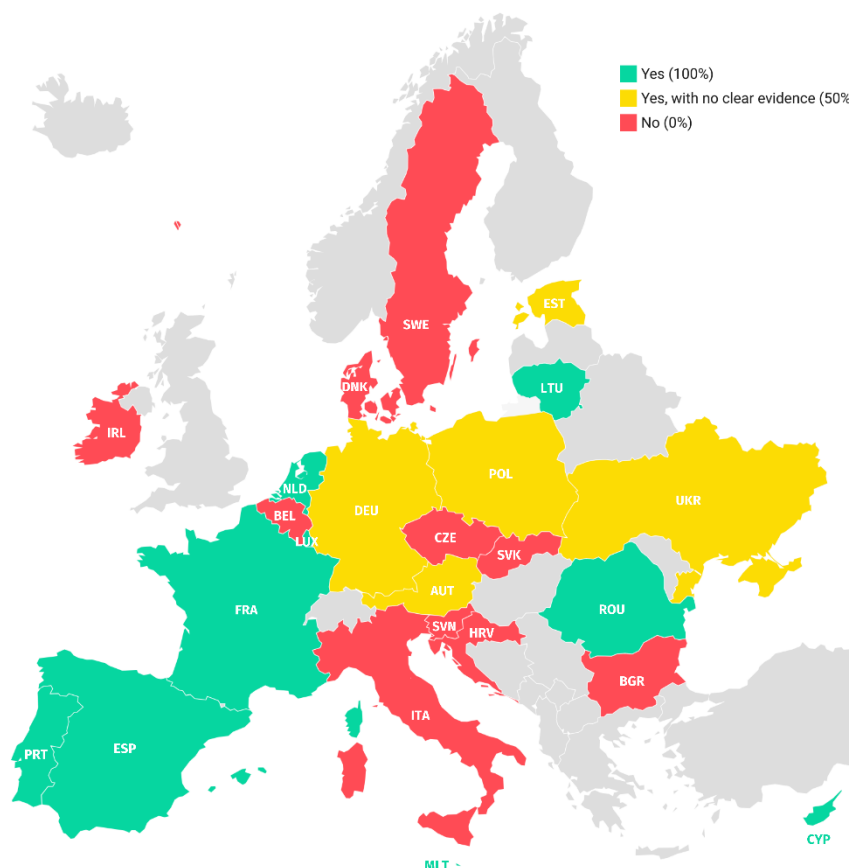 Yes (100%)
Yes, with no clear evidence (50%
No (0%)
EST
SWE
DNK
LTU
IRL
POL
NLD
UKR
DEU
BEL
CZE
LUX
SVK
AUT
FRA
ROU
SVN
HRV
BGR
ITA
PRT
ESP
CYP
MLT